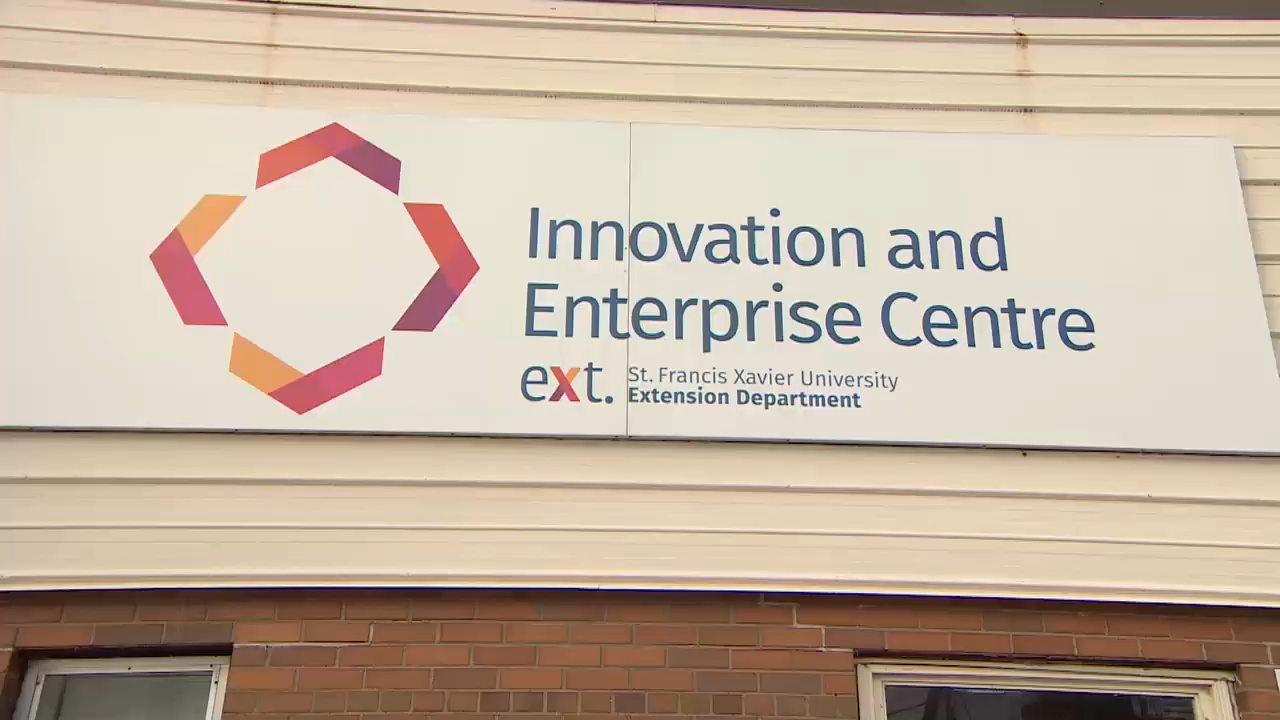 Innovation and
Enterprise Centre
ext. St. Francis Xavier University
Extension Department